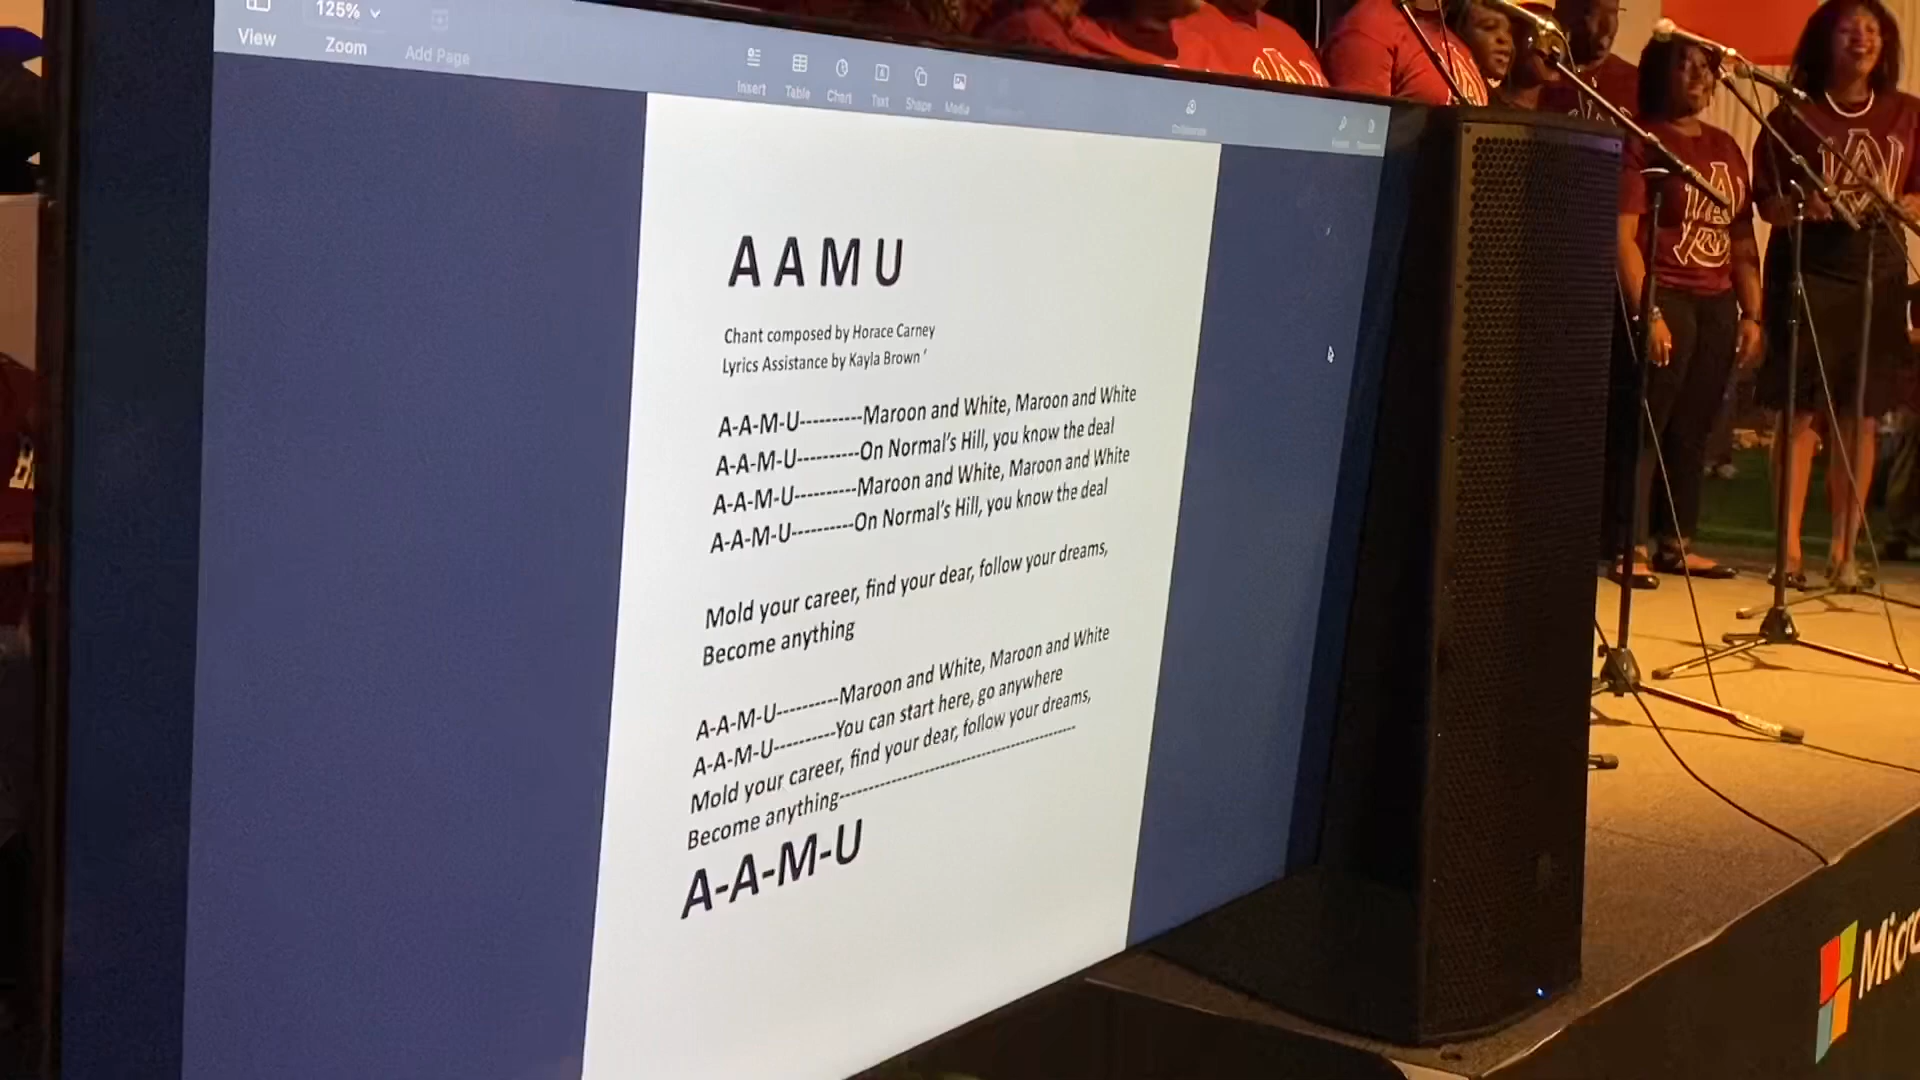 125%
View
Zoom
Add Page
Insert
Table
Chart
Text
Shape
Media
A A M U
Chant composed by Horace Carney
Lyrics Assistance by Kayla Brown '
A-A-M-U---------Maroon and White, Maroon and White
A-A-M-U---------On Normal's Hill, you know the deal
A-A-M-U---------Maroon and White, Maroon and White
A-A-M-U---------On Normal's Hill, you know the deal
Mold your career, find your dear, follow your dreams,
Become anything
A-A-M-U---------Maroon and White, Maroon and White
A-A-M-U---------You can start here, go anywhere
Mold your career, find your dear, follow your dreams,
Become anything-----------------------------------
A-A-M-U